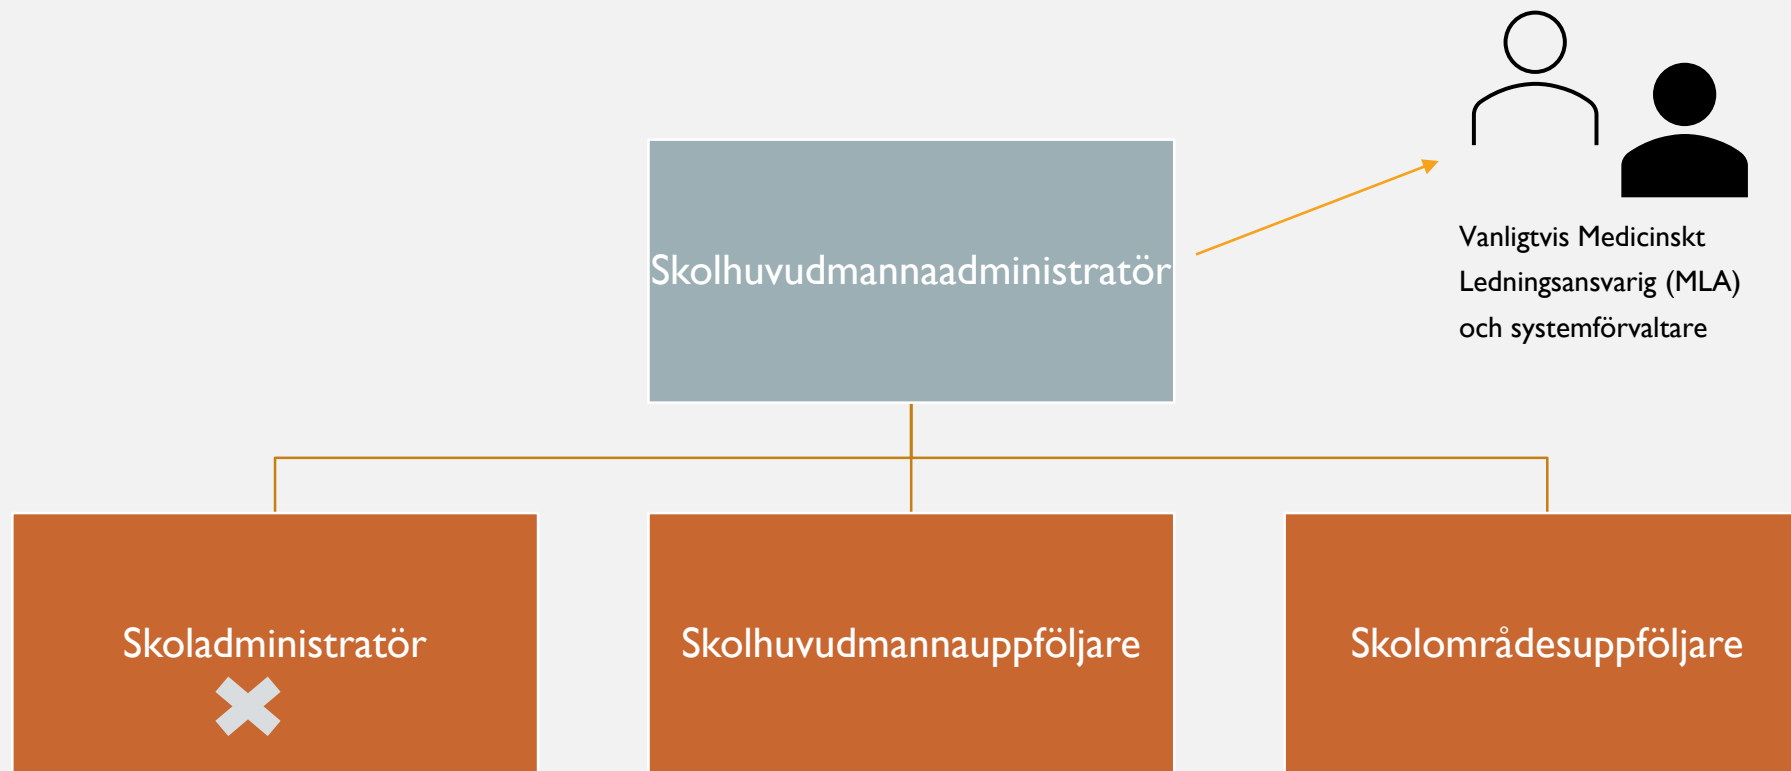 Skolhuvudmannaadministratör
Vanligtvis Medicinskt
Ledningsansvarig (MLA)
och systemförvaltare
Skoladministratör
Skolhuvudmannauppföljare
Skolområdesuppföljare